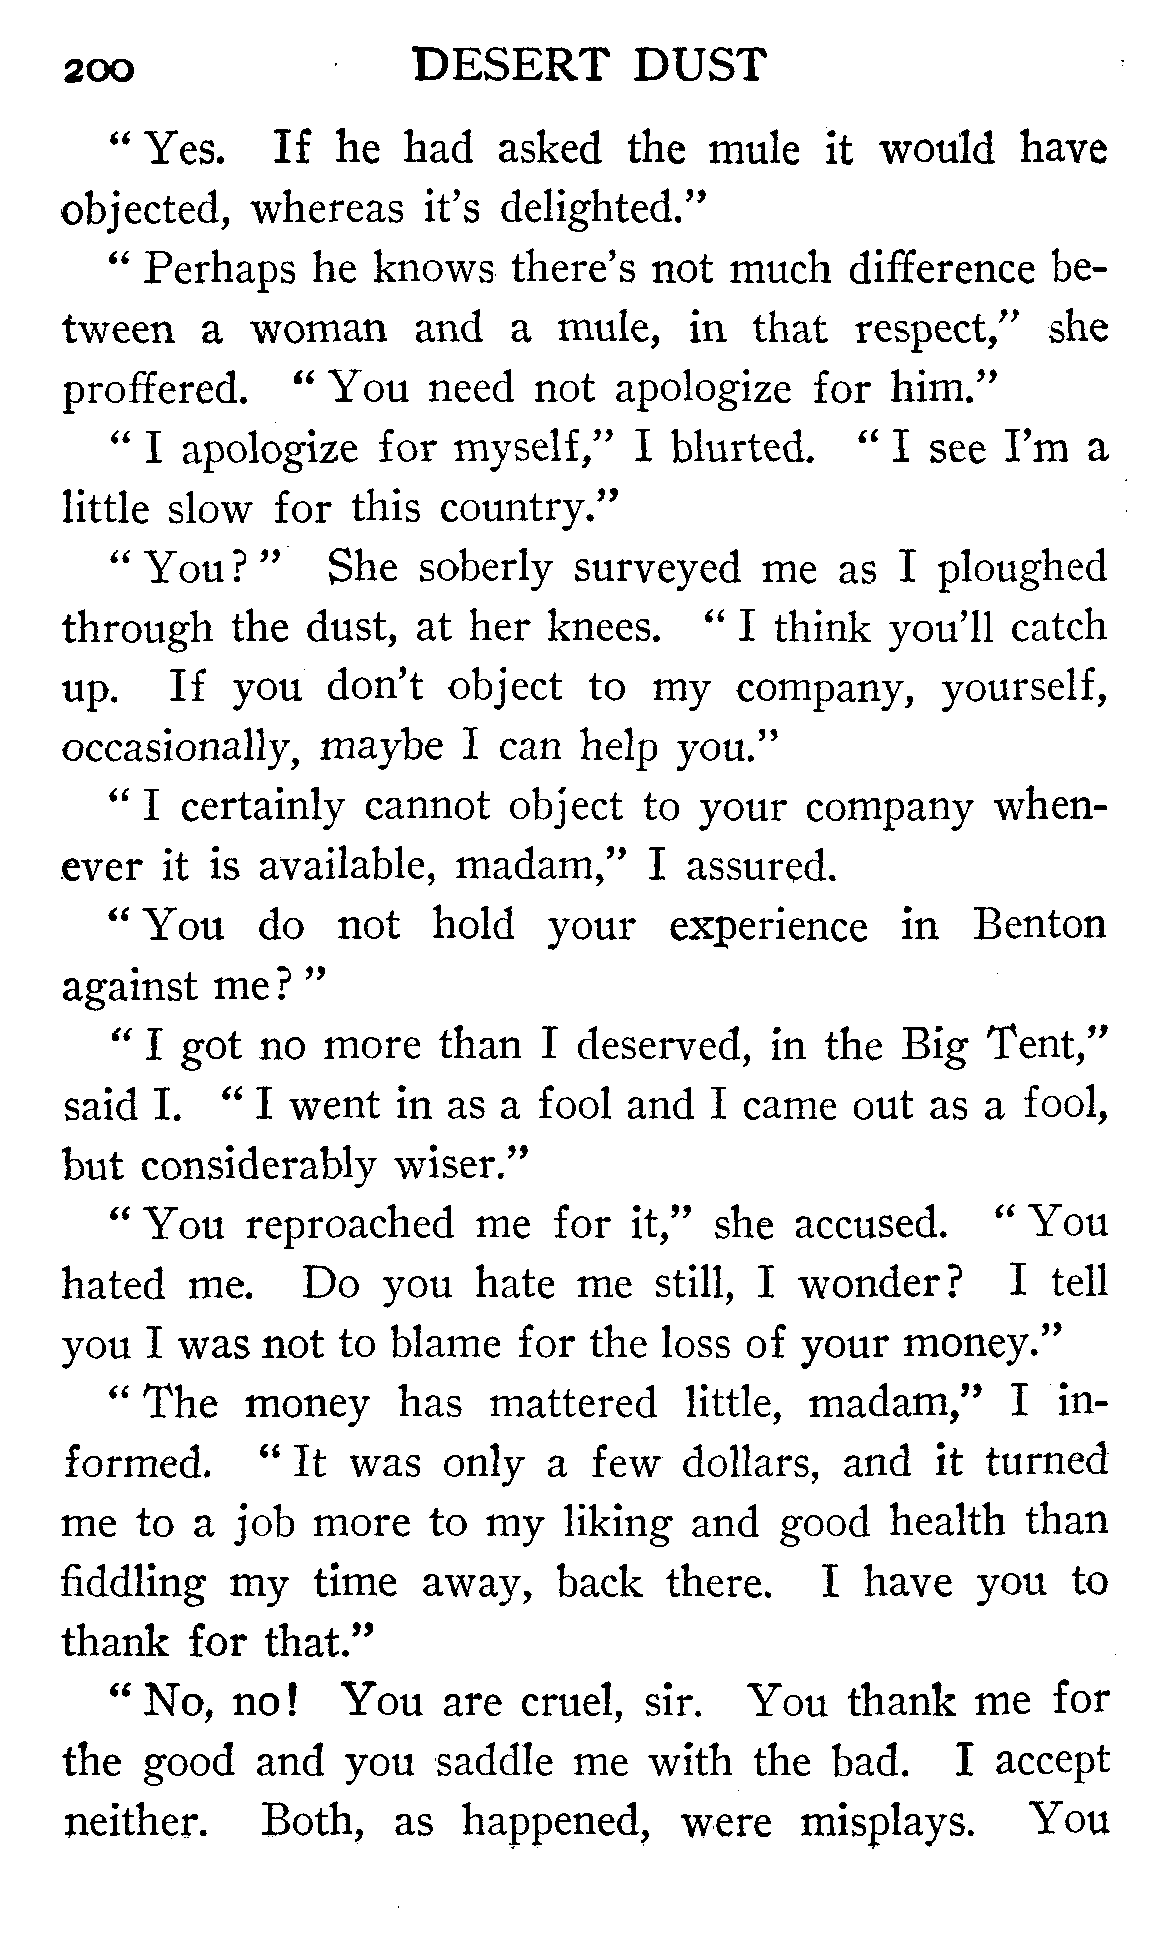 200 DESERT DUST
" Yes. If he had asked the mule it would have
objected, whereas it's delighted."
" Perhaps he knows there's not much difference be-
tween a woman and a mule, in that respect," she
proffered. " You need not apologize for him."
" I apologize for myself," I blurted. " I see I'm a
little slow for this country."
" You? " She soberly surveyed me as I ploughed
through the dust, at her knees. " I think you'll catch
up. If you don't object to my company, yourself,
occasionally, maybe I can help you."
" I certainly cannot object to your company when-
ever it is available, madam," I assured.
" You do not hold your experience in Benton
against me? "
" I got no more than I deserved, in the Big Tent,"
said I. " I went in as a fool and I came out as a fool,
but considerably wiser."
" You reproached me for it," she accused. " You
hated me. Do you hate me still, I wonder? I tell
you I was not to blame for the loss of your money."
" The money has mattered little, madam," I in-
formed. " It was only a few dollars, and it turned
me to a job more to my liking and good health than
fiddling my time away, back there. I have you to
thank for that."
" No, no! You are cruel, sir. You thank me for
the good and you saddle me with the bad. I accept
neither. Both, as happened, were misplays. You